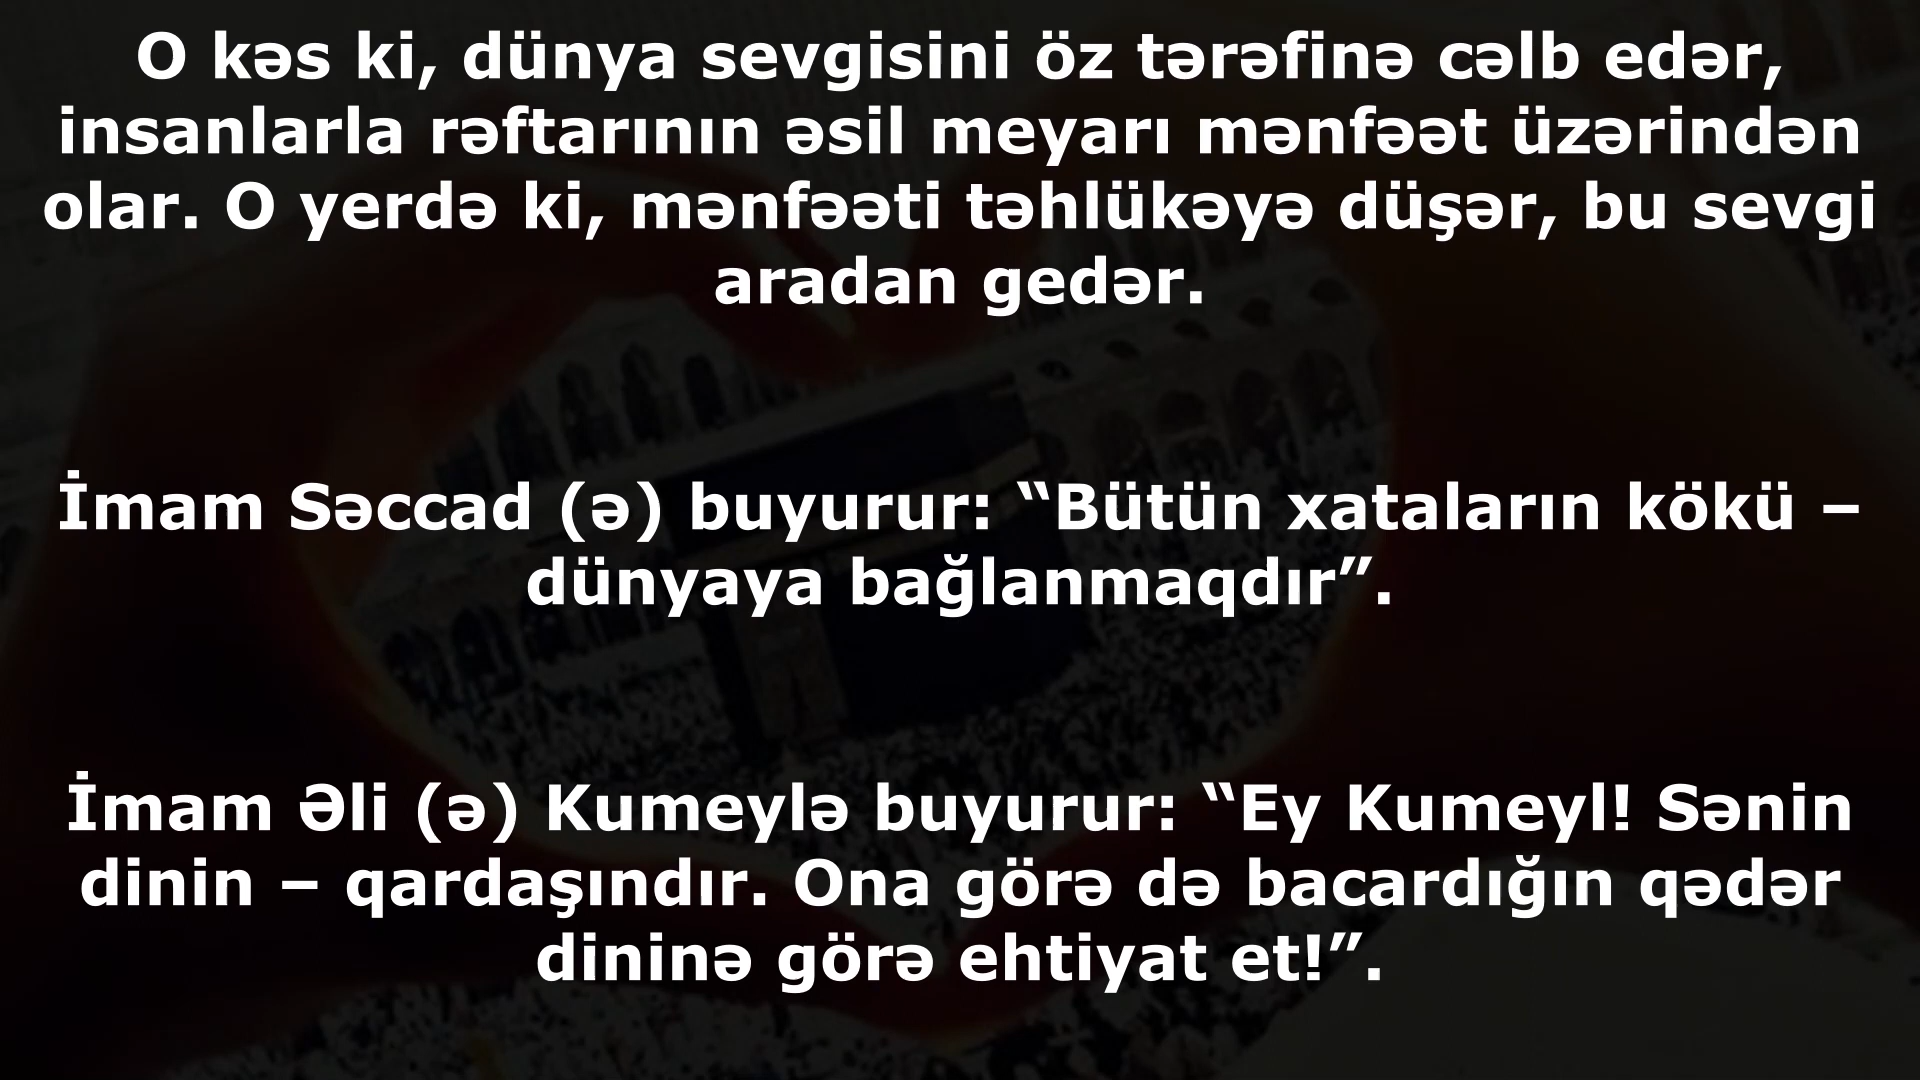 O kəs ki, dünya sevgisini öz tərəfinə cəlb edər,
insanlarla rəftarının əsil meyarı mənfəət üzərindən
olar. O yerdə ki, mənfəəti təhlükəyə düşər, bu sevgi
aradan gedər.
İmam Səccad (ə) buyurur: “Bütün xataların kökü –
dünyaya bağlanmaqdır”.
İmam Əli (ə) Kumeylə buyurur: “Ey Kumeyl! Sənin
dinin – qardaşındır. Ona görə də bacardığın qədər
dininə görə ehtiyat et!”.